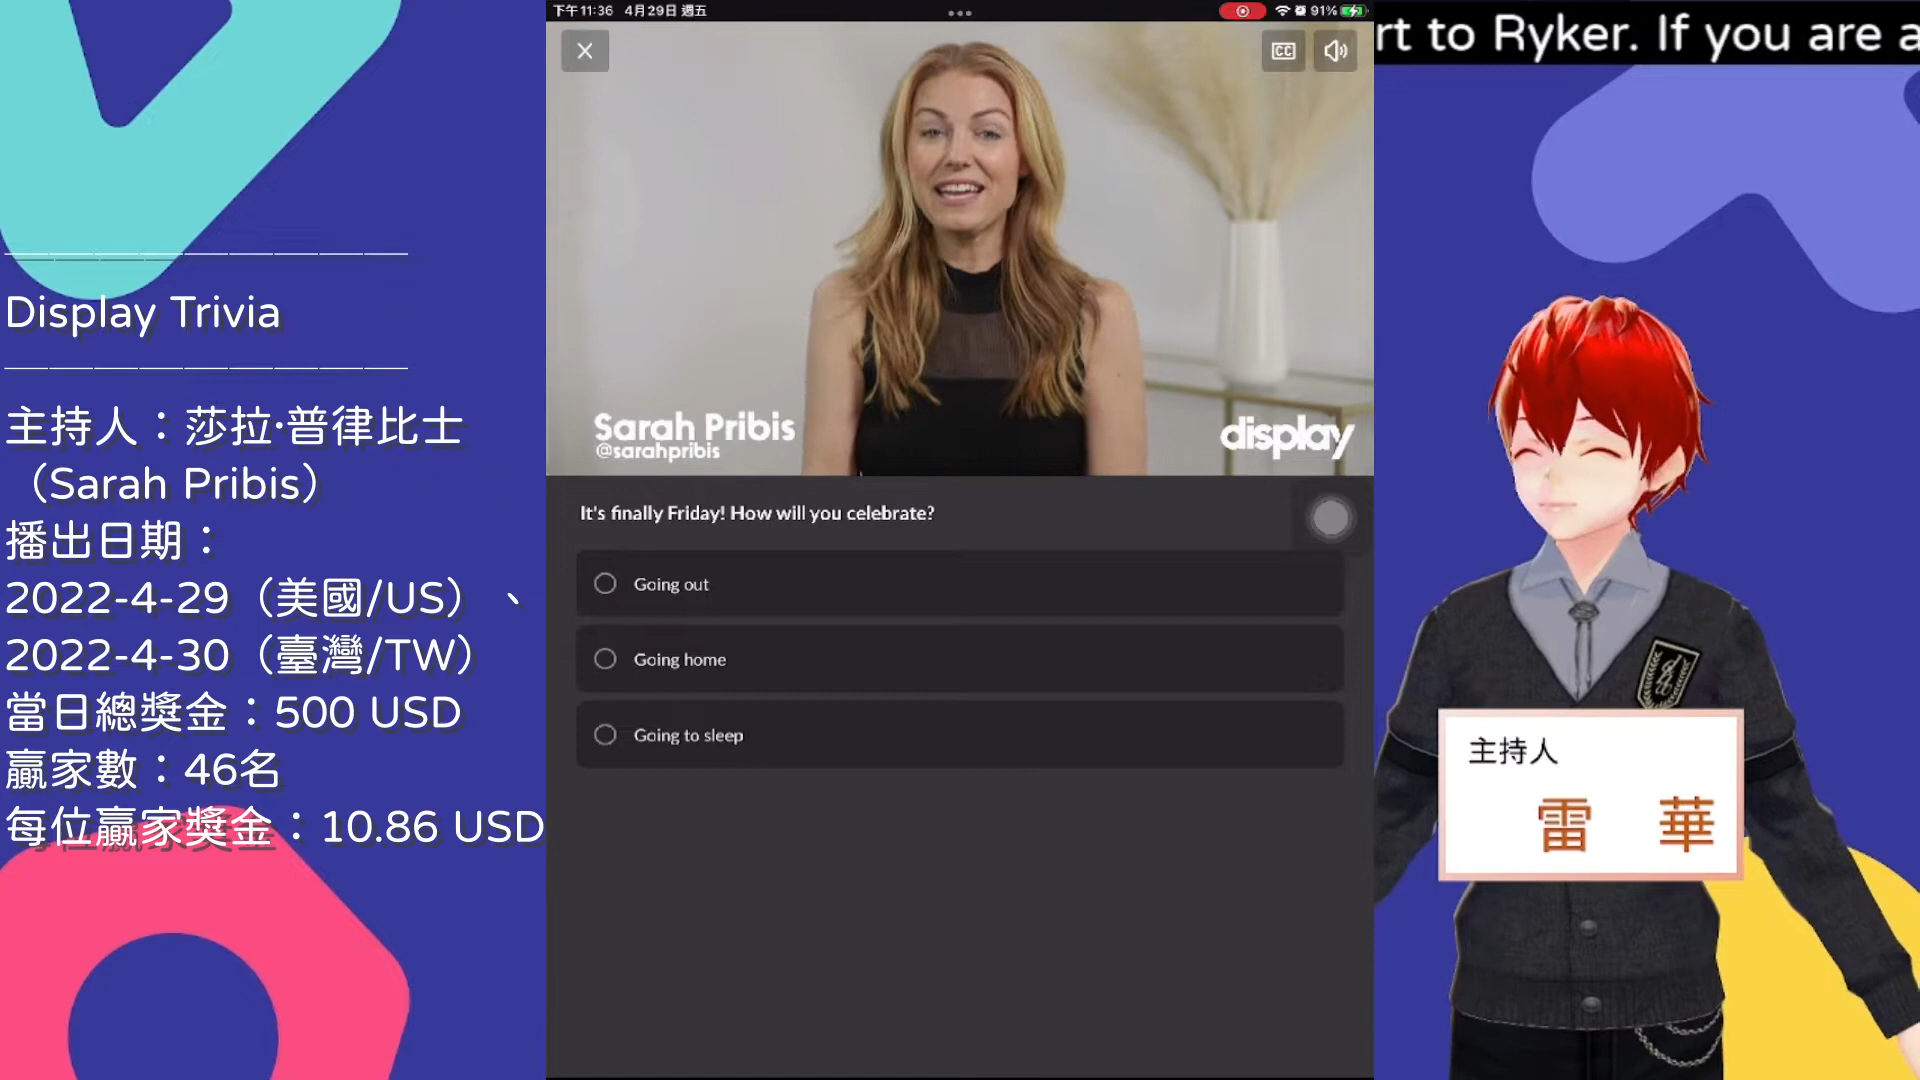 Display Trivia
主持人：莎拉·普律比士
（Sarah Pribis）
播出日期：
2022-4-29（美國/US）、
2022-4-30（臺灣/TW）
當日總獎金：500 USD
贏家數：46名
每位贏家獎金：10.86 USD
下午11:36 4月29日 週五
91%
CC
Sarah Pribis
@sarahpribis
display
It's finally Friday! How will you celebrate?
Going out
Going home
Going to sleep
rt to Ryker. If you are a
主持人
雷 華